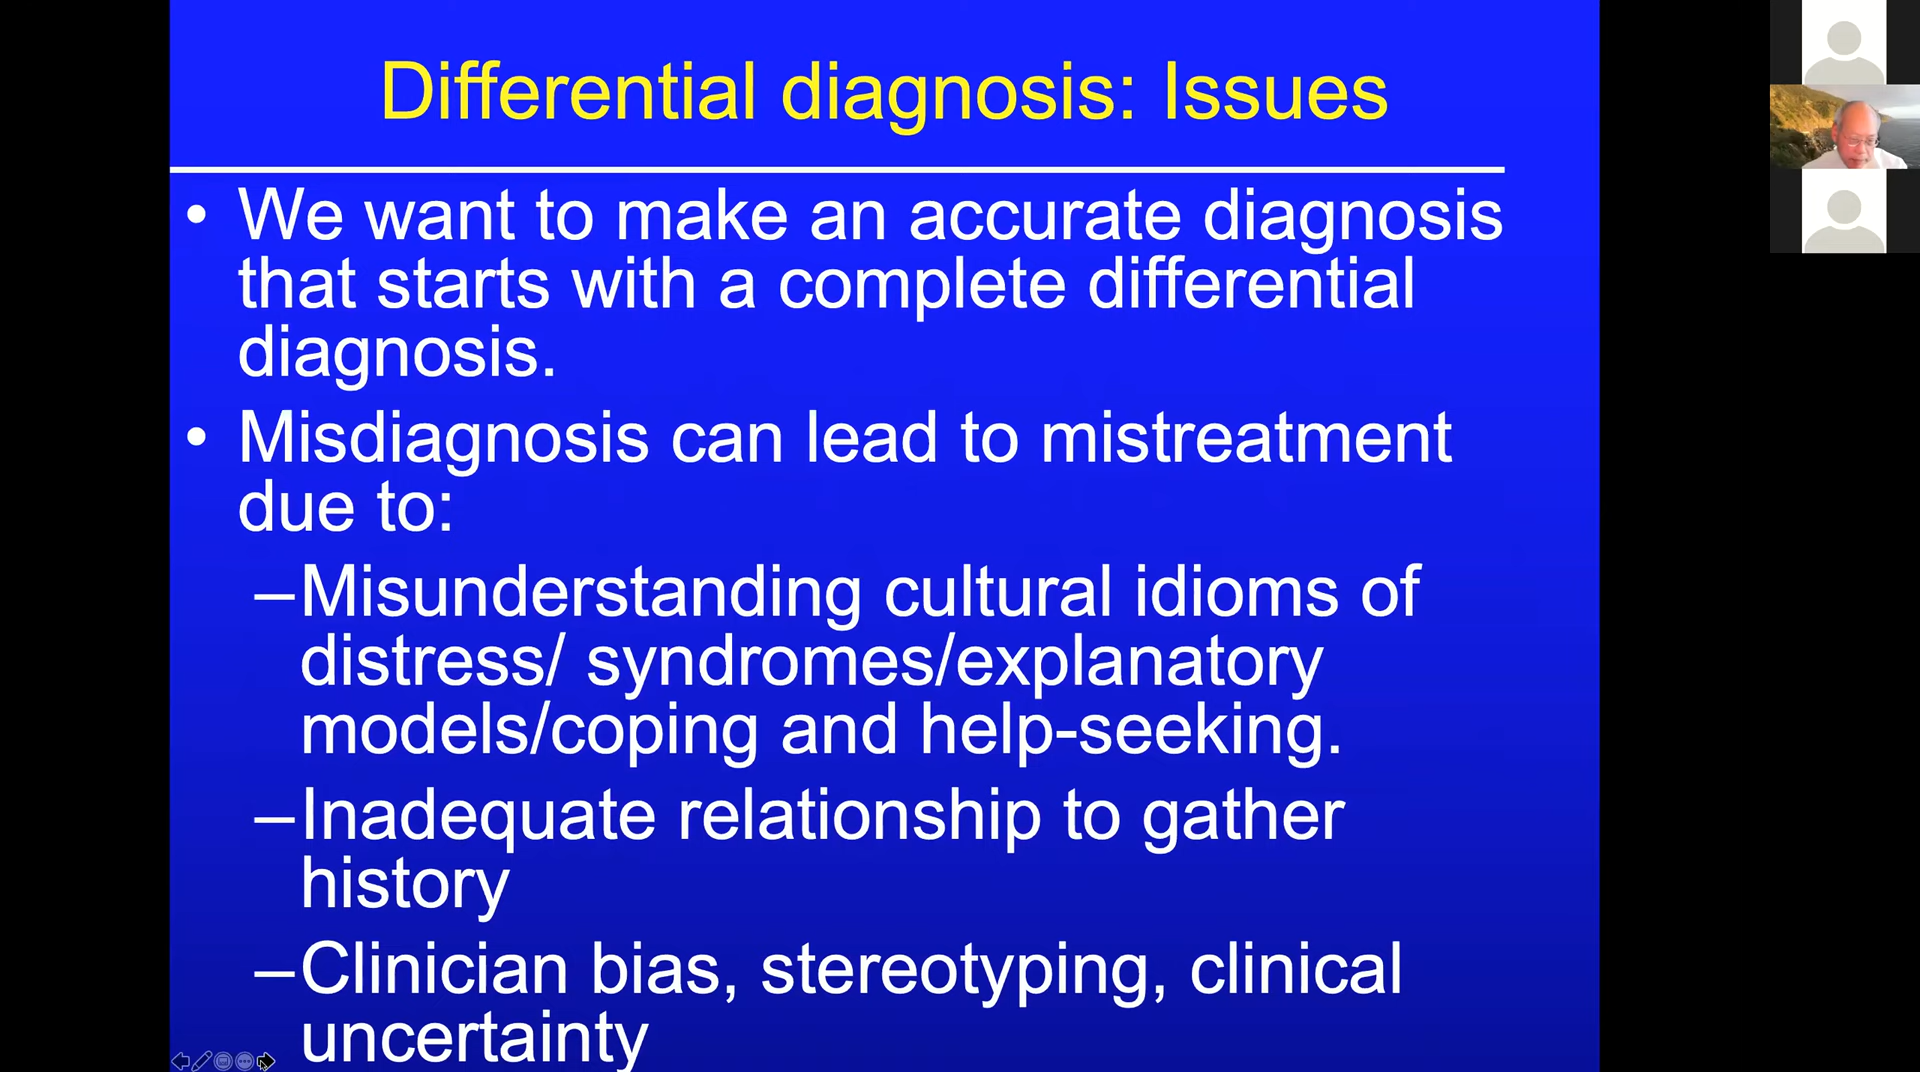 Differential diagnosis: Issues
• We want to make an accurate diagnosis
that starts with a complete differential
diagnosis.
• Misdiagnosis can lead to mistreatment
due to:
–Misunderstanding cultural idioms of
distress/ syndromes/explanatory
models/coping and help-seeking.
–Inadequate relationship to gather
history
–Clinician bias, stereotyping, clinical
uncertainty